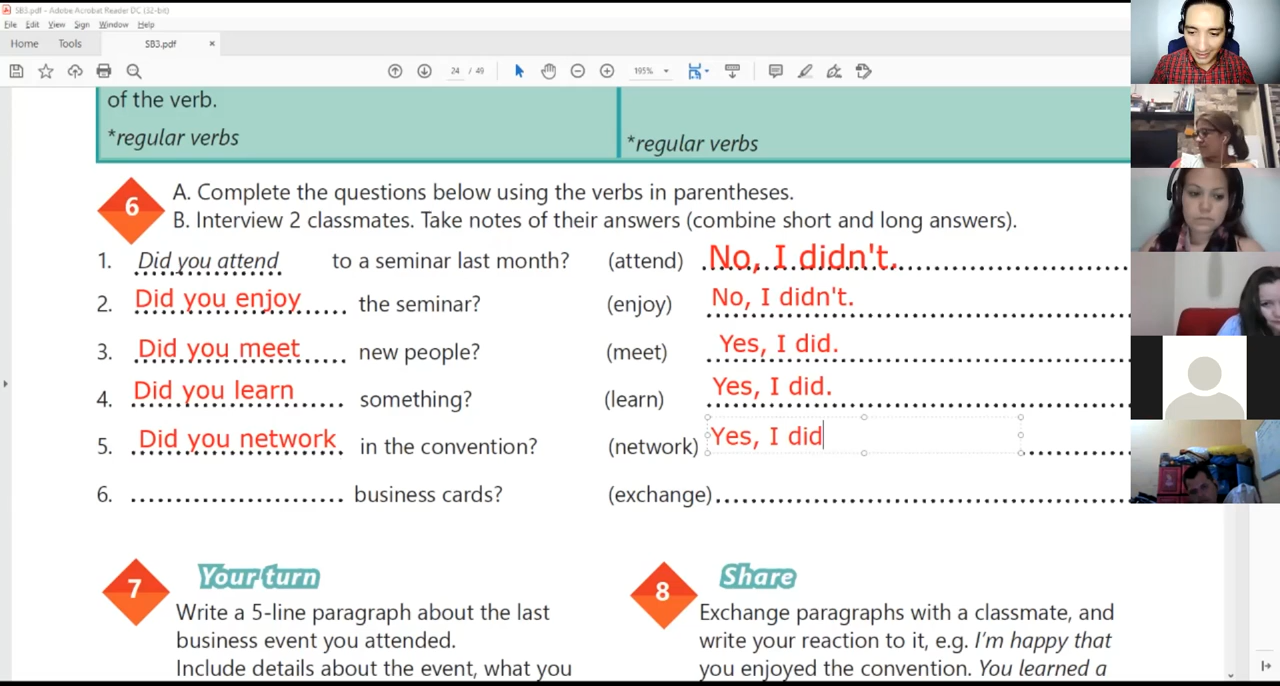 SB3.pdf - Adobe Acrobat Reader DC (32-bit)
File Edit View Sign Window Help
Home Tools SB3.pdf ×
24 / 49 195%
of the verb.
*regular verbs
*regular verbs
6 A. Complete the questions below using the verbs in parentheses.
B. Interview 2 classmates. Take notes of their answers (combine short and long answers).
1. Did you attend to a seminar last month? (attend) No, I didn't.
2. Did you enjoy the seminar? (enjoy) No, I didn't.
3. Did you meet new people? (meet) Yes, I did.
4. Did you learn something? (learn) Yes, I did.
5. Did you network in the convention? (network) Yes, I did
6. business cards? (exchange)
7 Your turn
Write a 5-line paragraph about the last
business event you attended.
Include details about the event, what you
8 Share
Exchange paragraphs with a classmate, and
write your reaction to it, e.g. I'm happy that
you enjoyed the convention. You learned a